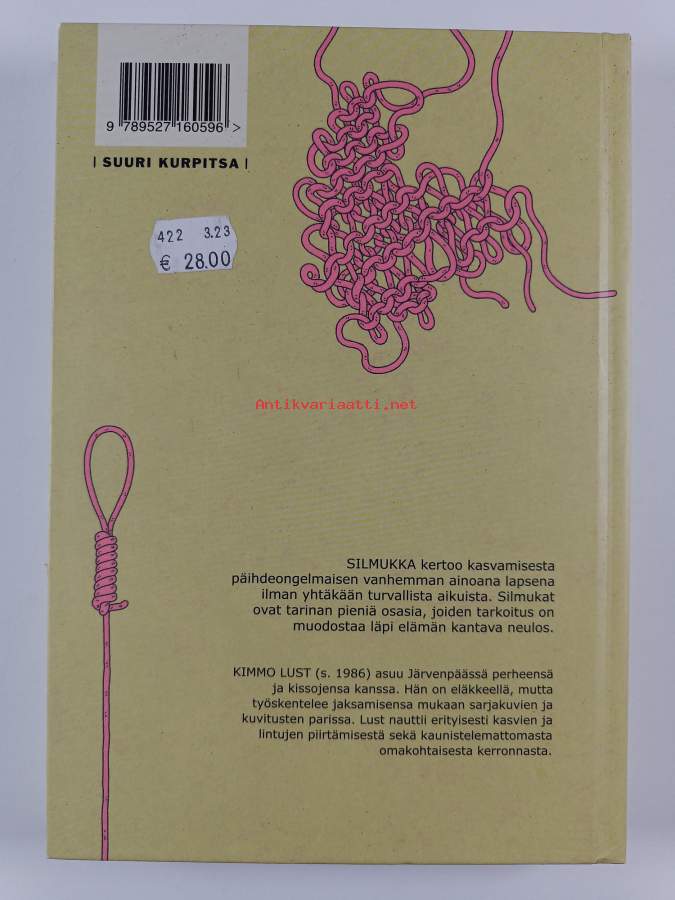 9 789527 160596 >
| SUURI KURPITSA |
422 3.23
€ 28.00
Antikvariaatti.net
SILMUKKA kertoo kasvamisesta
päihdeongelmaisen vanhemman ainoana lapsena
ilman yhtäkään turvallista aikuista. Silmukat
ovat tarinan pieniä osasia, joiden tarkoitus on
muodostaa läpi elämän kantava neulos.
KIMMO LUST (s. 1986) asuu Järvenpäässä perheensä
ja kissojensa kanssa. Hän on eläkkeellä, mutta
työskentelee jaksamisensa mukaan sarjakuvien ja
kuvitusten parissa. Lust nauttii erityisesti kasvien ja
lintujen piirtämisestä sekä kaunistelemattomasta
omakohtaisesta kerronnasta.